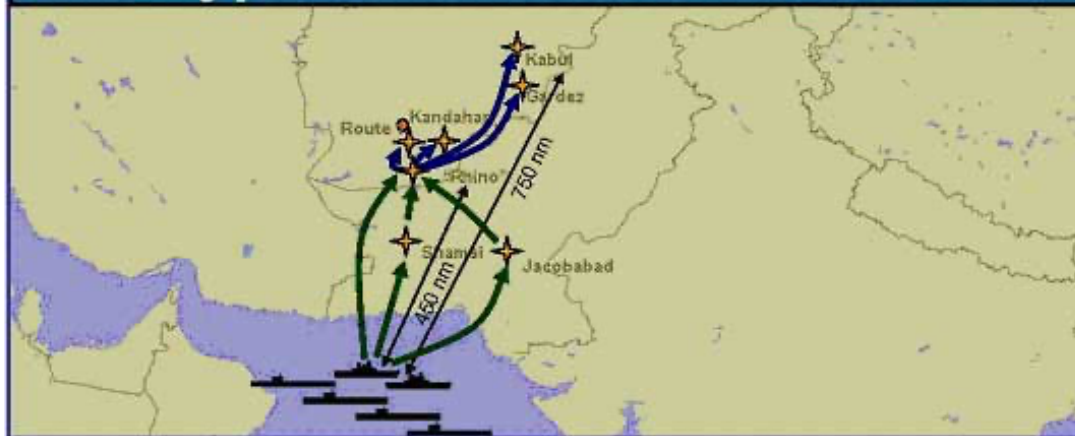 Kabul
Gardez
Kandahar
Route
"Rhino"
750 nm
Shamsi
Jacobabad
450 nm